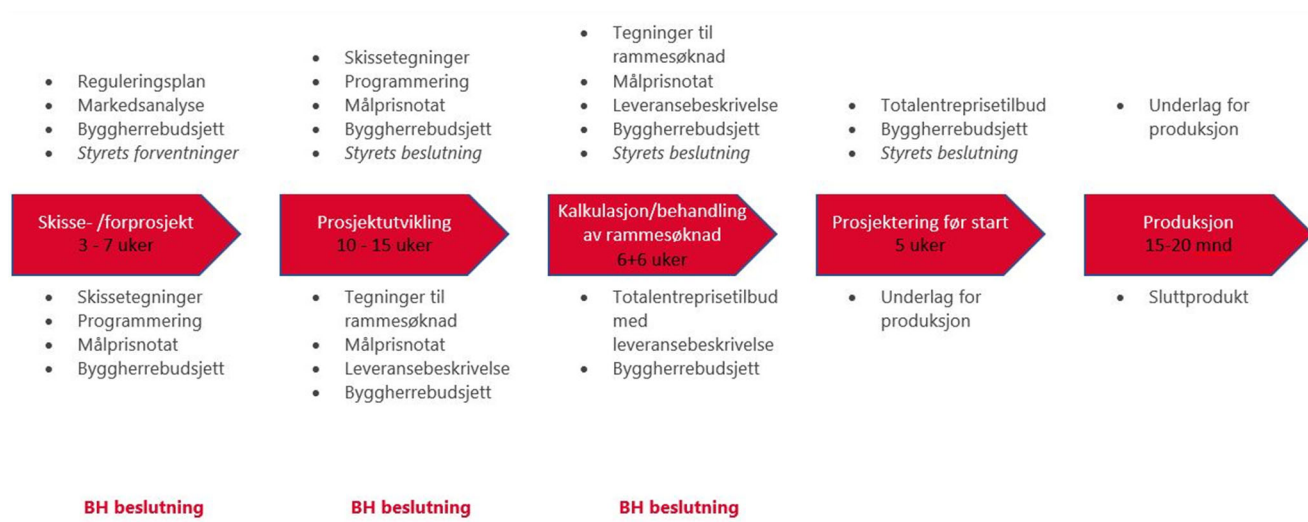 • Reguleringsplan
• Markedsanalyse
• Byggherrebudsjett
• Styrets forventninger
Skisse- /forprosjekt
3 - 7 uker
• Skissetegninger
• Programmering
• Målprisnotat
• Byggherrebudsjett
BH beslutning
• Skissetegninger
• Programmering
• Målprisnotat
• Byggherrebudsjett
• Styrets beslutning
Prosjektutvikling
10 - 15 uker
• Tegninger til
rammesøknad
• Målprisnotat
• Leveransebeskrivelse
• Byggherrebudsjett
BH beslutning
• Tegninger til
rammesøknad
• Målprisnotat
• Leveransebeskrivelse
• Byggherrebudsjett
• Styrets beslutning
Kalkulasjon/behandling
av rammesøknad
6+6 uker
• Totalentreprisetilbud
med
leveransebeskrivelse
• Byggherrebudsjett
BH beslutning
• Totalentreprisetilbud
• Byggherrebudsjett
• Styrets beslutning
Prosjektering før start
5 uker
• Underlag for
produksjon
• Underlag for
produksjon
Produksjon
15-20 mnd
• Sluttprodukt